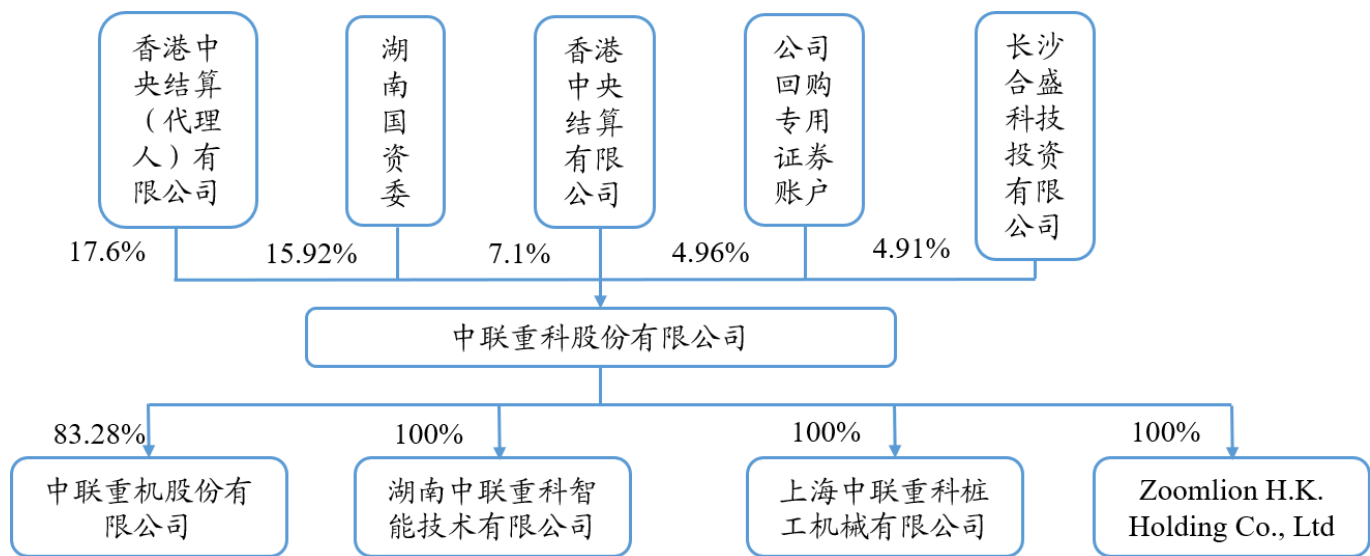 香港中
央结算
（代理
人）有
限公司
湖
南
国
资
委
香港
中央
结算
有限
公司
公司
回购
专用
证券
账户
长沙
合盛
科技
投资
有限
公司
17.6%
15.92%
7.1%
4.96%
4.91%
中联重科股份有限公司
83.28%
100%
100%
100%
中联重机股份有
限公司
湖南中联重科智
能技术有限公司
上海中联重科桩
工机械有限公司
Zoomlion H.K.
Holding Co., Ltd